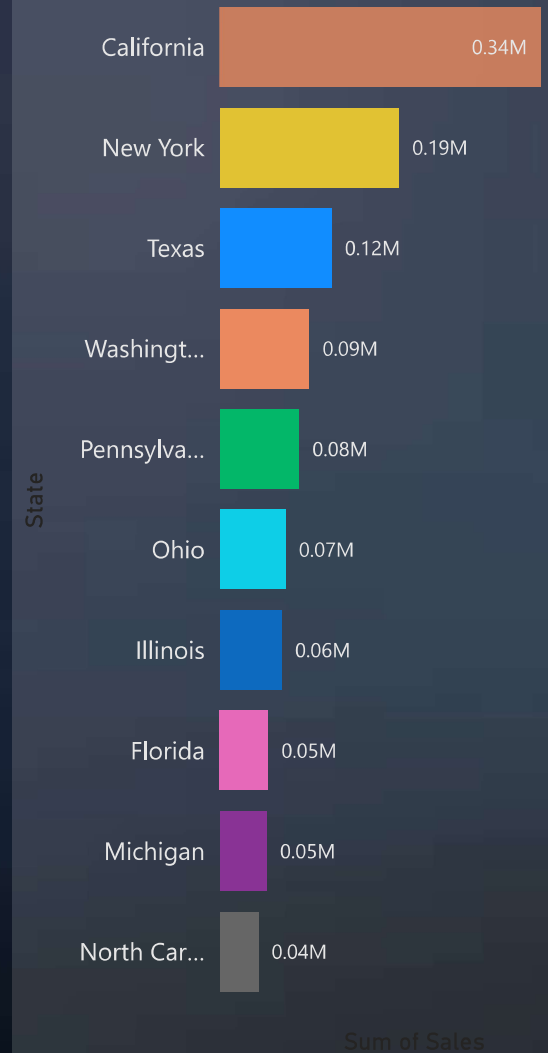 California 0.34M
New York 0.19M
Texas 0.12M
Washingt... 0.09M
Pennsylva... 0.08M
State
Ohio 0.07M
Illinois 0.06M
Florida 0.05M
Michigan 0.05M
North Car... 0.04M
Sum of Sales